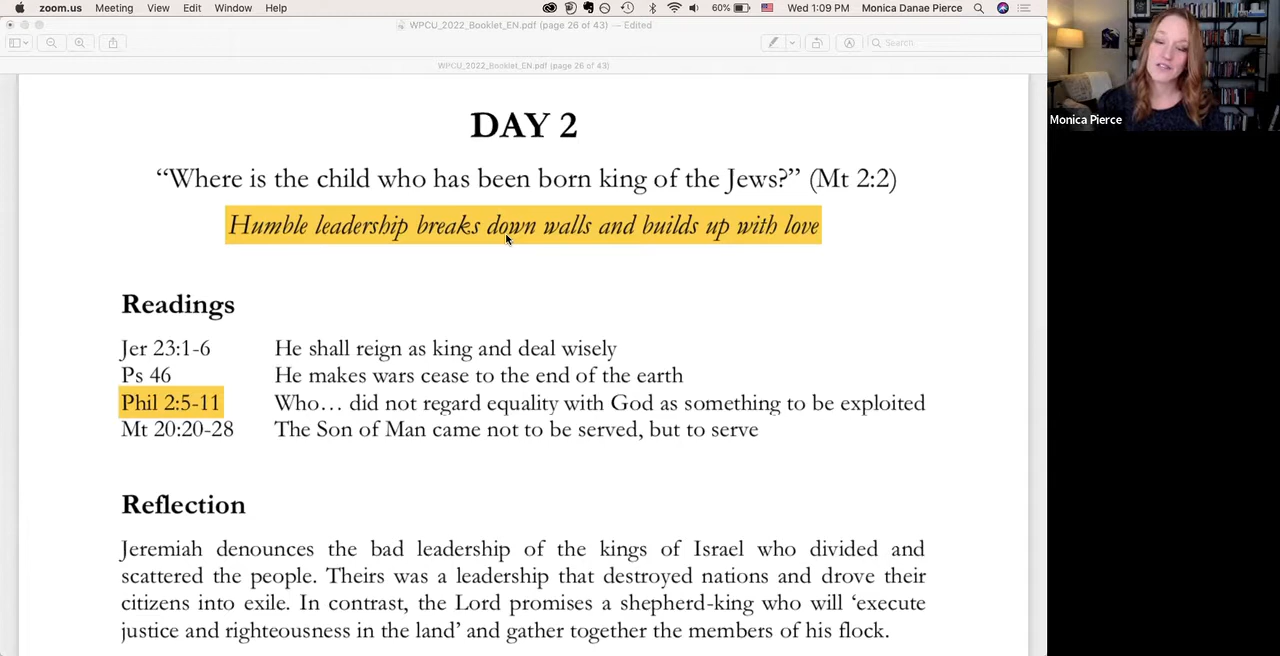 zoom.us Meeting View Edit Window Help 60% Wed 1:09 PM Monica Danae Pierce
WPCU_2022_Booklet_EN.pdf (page 26 of 43) — Edited
Search
WPCU_2022_Booklet_EN.pdf (page 26 of 43)
Monica Pierce
DAY 2
“Where is the child who has been born king of the Jews?” (Mt 2:2)
Humble leadership breaks down walls and builds up with love
Readings
Jer 23:1-6 He shall reign as king and deal wisely
Ps 46 He makes wars cease to the end of the earth
Phil 2:5-11 Who… did not regard equality with God as something to be exploited
Mt 20:20-28 The Son of Man came not to be served, but to serve
Reflection
Jeremiah denounces the bad leadership of the kings of Israel who divided and
scattered the people. Theirs was a leadership that destroyed nations and drove their
citizens into exile. In contrast, the Lord promises a shepherd-king who will ‘execute
justice and righteousness in the land’ and gather together the members of his flock.